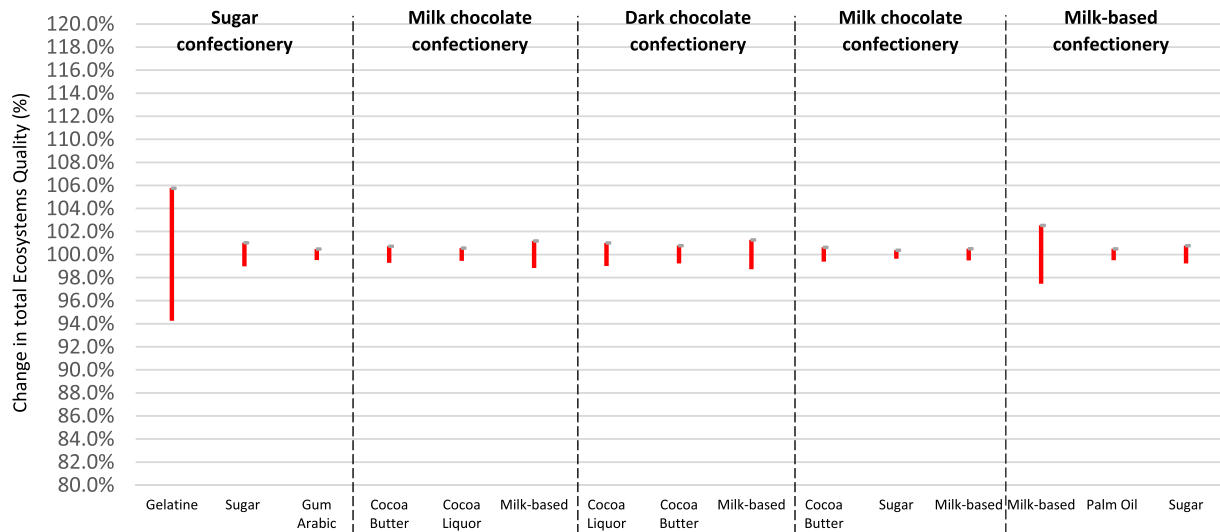 Sugar
confectionery
Milk chocolate
confectionery
Dark chocolate
confectionery
Milk chocolate
confectionery
Milk-based
confectionery
Change in total Ecosystems Quality (%)
120.0%
118.0%
116.0%
114.0%
112.0%
110.0%
108.0%
106.0%
104.0%
102.0%
100.0%
98.0%
96.0%
94.0%
92.0%
90.0%
88.0%
86.0%
84.0%
82.0%
80.0%
Gelatine
Sugar
Gum
Arabic
Cocoa
Butter
Cocoa
Liquor
Milk-based
Cocoa
Liquor
Cocoa
Butter
Milk-based
Cocoa
Butter
Sugar
Milk-based
Milk-based
Palm Oil
Sugar